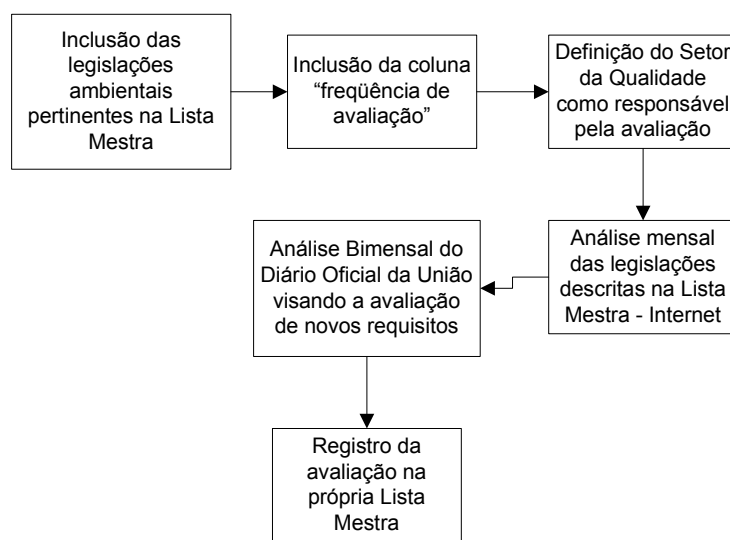 Inclusão das
legislações
ambientais
pertinentes na Lista
Mestra
Inclusão da coluna
“freqüência de
avaliação”
Definição do Setor
da Qualidade
como responsável
pela avaliação
Análise mensal
das legislações
descritas na Lista
Mestra - Internet
Análise Bimensal do
Diário Oficial da União
visando a avaliação
de novos requisitos
Registro da
avaliação na
própria Lista
Mestra